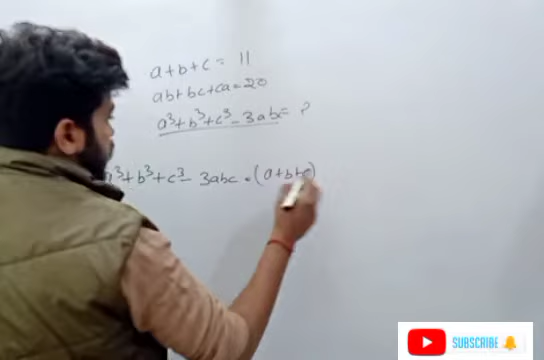 a+b+c = 11
ab+bc+ca=20
a³+b³+c³-3abc= ?
a³+b³+c³- 3abc = (a+b+c)
SUBSCRIBE